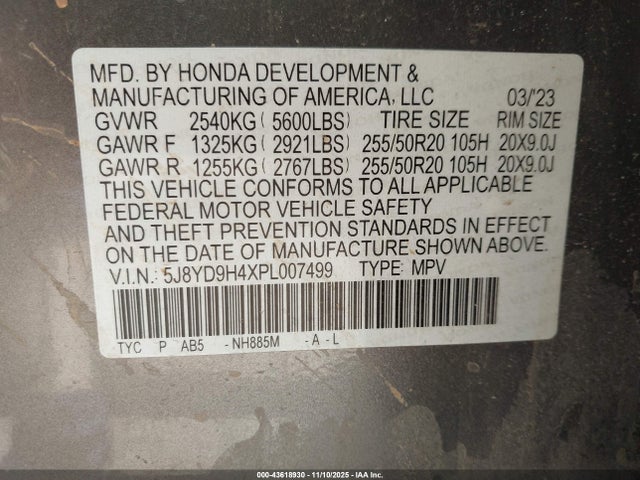 MFD. BY HONDA DEVELOPMENT &
MANUFACTURING OF AMERICA, LLC 03/'23
GVWR 2540KG ( 5600LBS) TIRE SIZE RIM SIZE
GAWR F 1325KG ( 2921LBS) 255/50R20 105H 20X9.0J
GAWR R 1255KG ( 2767LBS) 255/50R20 105H 20X9.0J
THIS VEHICLE CONFORMS TO ALL APPLICABLE
FEDERAL MOTOR VEHICLE SAFETY
AND THEFT PREVENTION STANDARDS IN EFFECT
ON THE DATE OF MANUFACTURE SHOWN ABOVE.
V.I.N.: 5J8YD9H4XPL007499 TYPE: MPV
TYC P AB5 -NH885M -A-L
000-43618930 - 11/10/2025 - IAA Inc.